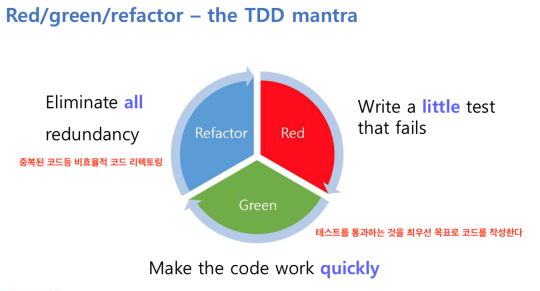 Red/green/refactor – the TDD mantra
Eliminate all
redundancy
중복된 코드등 비효율적 코드 리팩토링
Refactor
Red
Write a little test
that fails
Green
테스트를 통과하는 것을 최우선 목표로 코드를 작성한다
Make the code work quickly